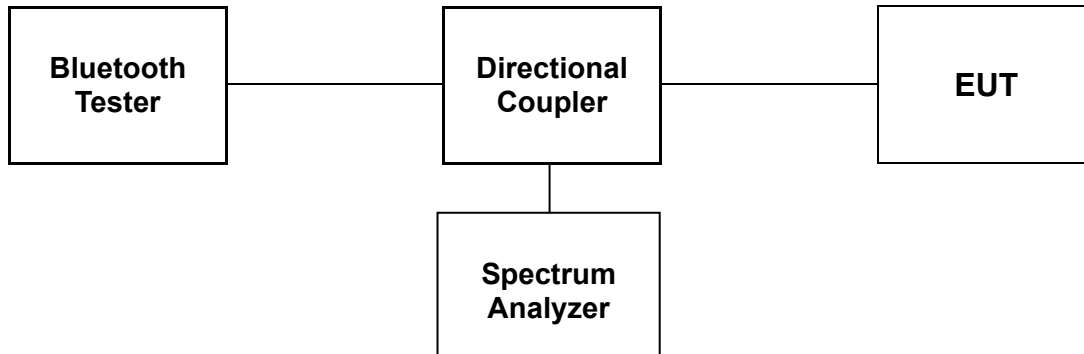 Bluetooth
Tester
Directional
Coupler
EUT
Spectrum
Analyzer